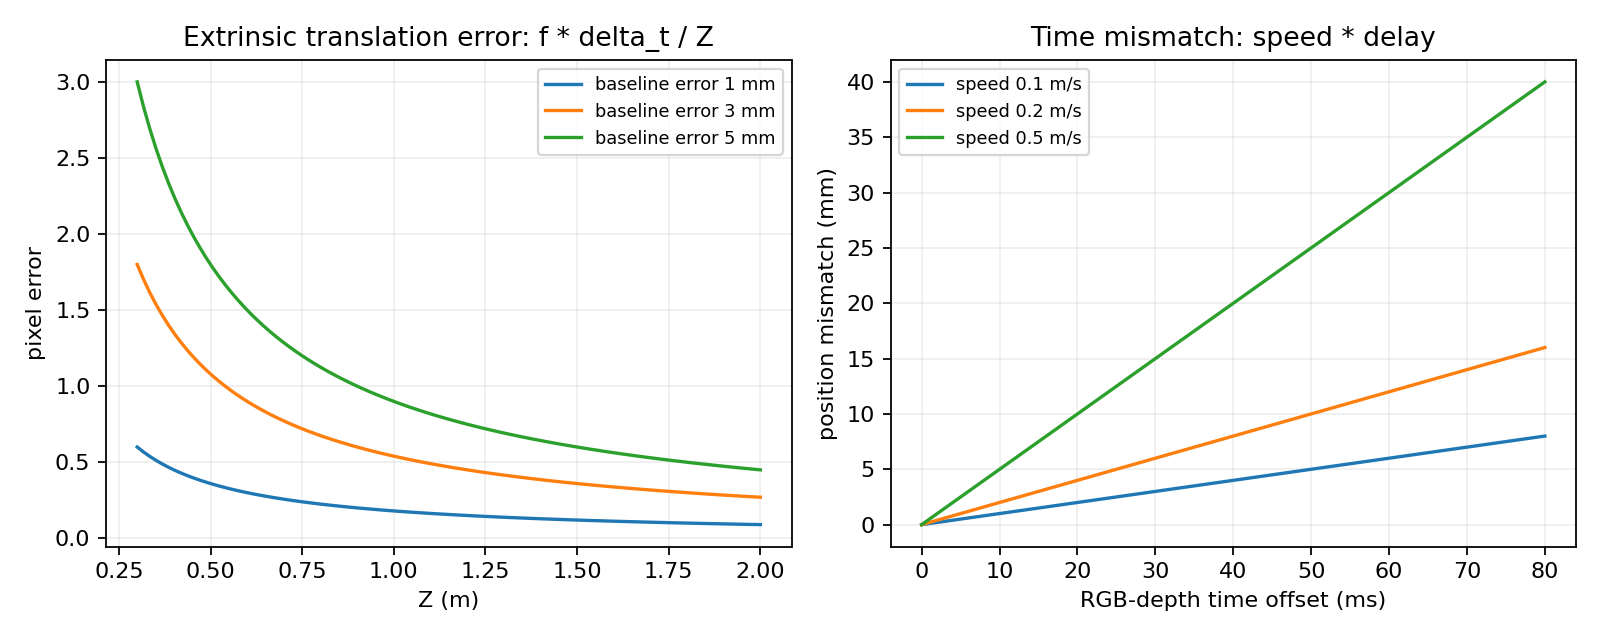 Extrinsic translation error: f * delta_t / Z
baseline error 1 mm
baseline error 3 mm
baseline error 5 mm
pixel error
3.0
2.5
2.0
1.5
1.0
0.5
0.0
0.25 0.50 0.75 1.00 1.25 1.50 1.75 2.00
Z (m)
Time mismatch: speed * delay
speed 0.1 m/s
speed 0.2 m/s
speed 0.5 m/s
position mismatch (mm)
40
35
30
25
20
15
10
5
0
0 10 20 30 40 50 60 70 80
RGB-depth time offset (ms)